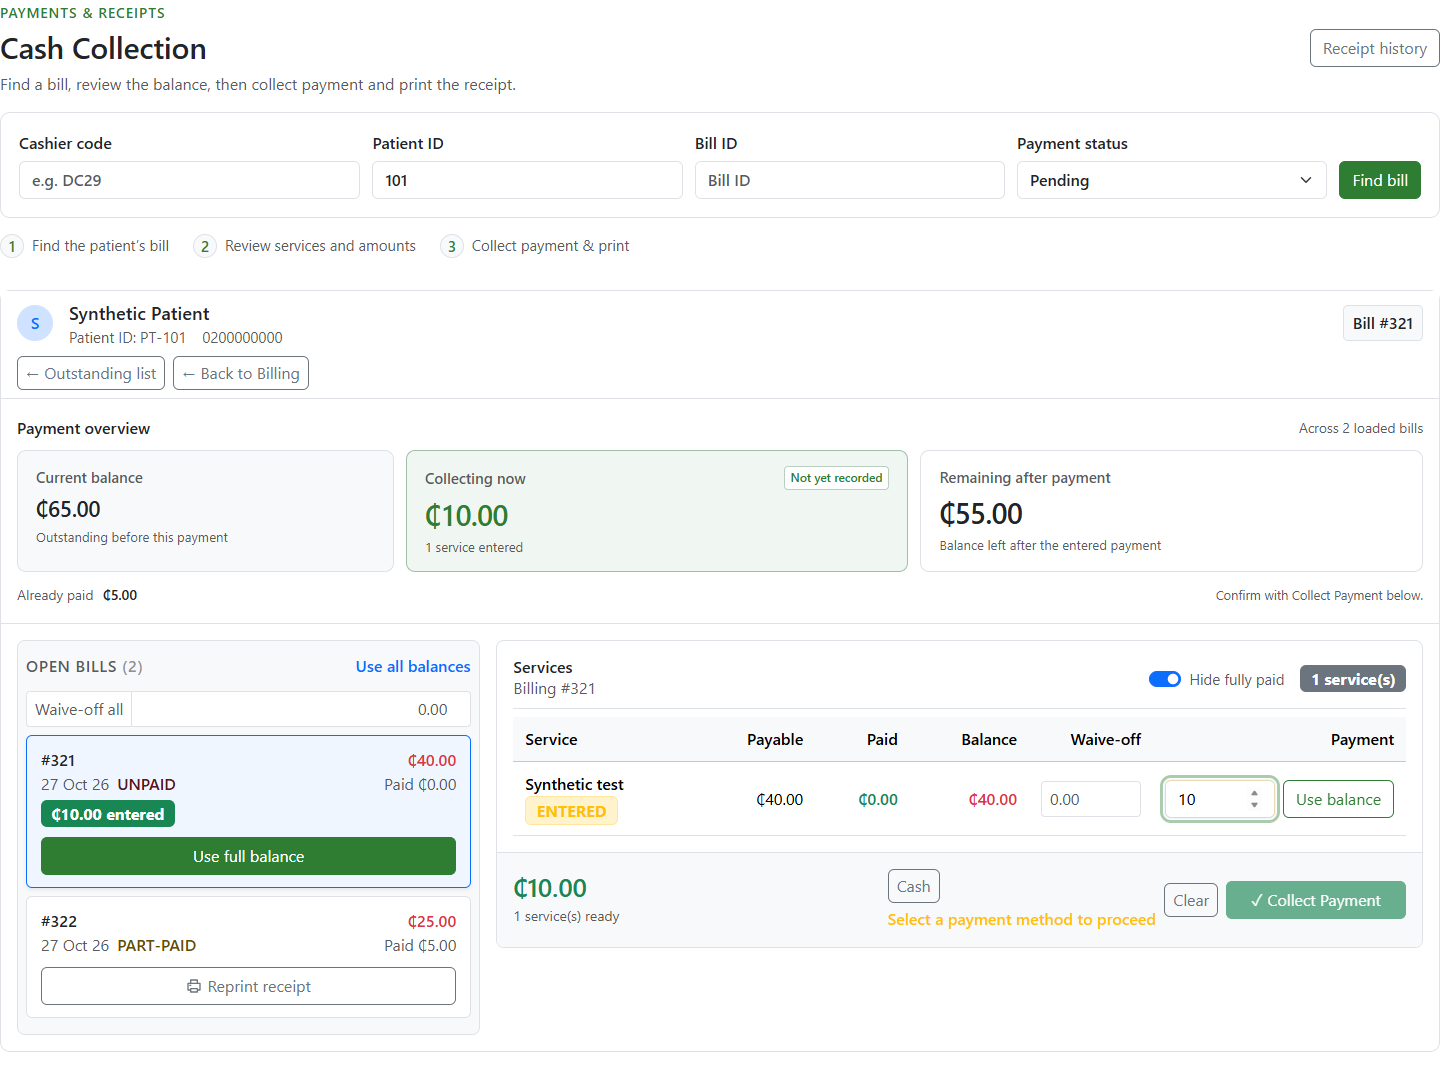 PAYMENTS & RECEIPTS
Cash Collection
Receipt history
Find a bill, review the balance, then collect payment and print the receipt.
Cashier code
Patient ID
Bill ID
Payment status
e.g. DC29
101
Bill ID
Pending
Find bill
1 Find the patient's bill
2 Review services and amounts
3 Collect payment & print
S
Synthetic Patient
Patient ID: PT-101 0200000000
Bill #321
← Outstanding list
← Back to Billing
Payment overview
Across 2 loaded bills
Current balance
₵65.00
Outstanding before this payment
Collecting now
Not yet recorded
₵10.00
1 service entered
Remaining after payment
₵55.00
Balance left after the entered payment
Already paid ₵5.00
Confirm with Collect Payment below.
OPEN BILLS (2)
Use all balances
Waive-off all 0.00
#321 ₵40.00
27 Oct 26 UNPAID Paid ₵0.00
₵10.00 entered
Use full balance
#322 ₵25.00
27 Oct 26 PART-PAID Paid ₵5.00
Reprint receipt
Services
Billing #321
Hide fully paid
1 service(s)
Service Payable Paid Balance Waive-off Payment
Synthetic test
ENTERED
₵40.00 ₵0.00 ₵40.00 0.00 10 Use balance
₵10.00
1 service(s) ready
Cash
Select a payment method to proceed
Clear
✓ Collect Payment